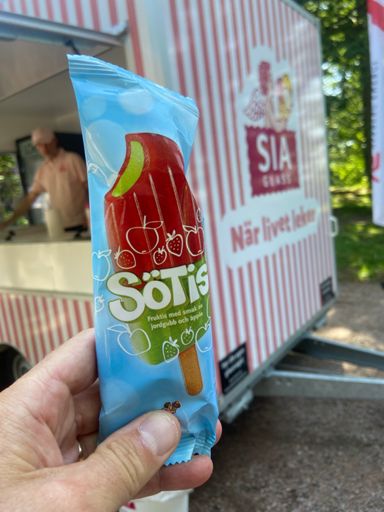 SÖTIS
Fruktis med smak av
jordgubb och äpple
SIA
GLASS
När livet leker